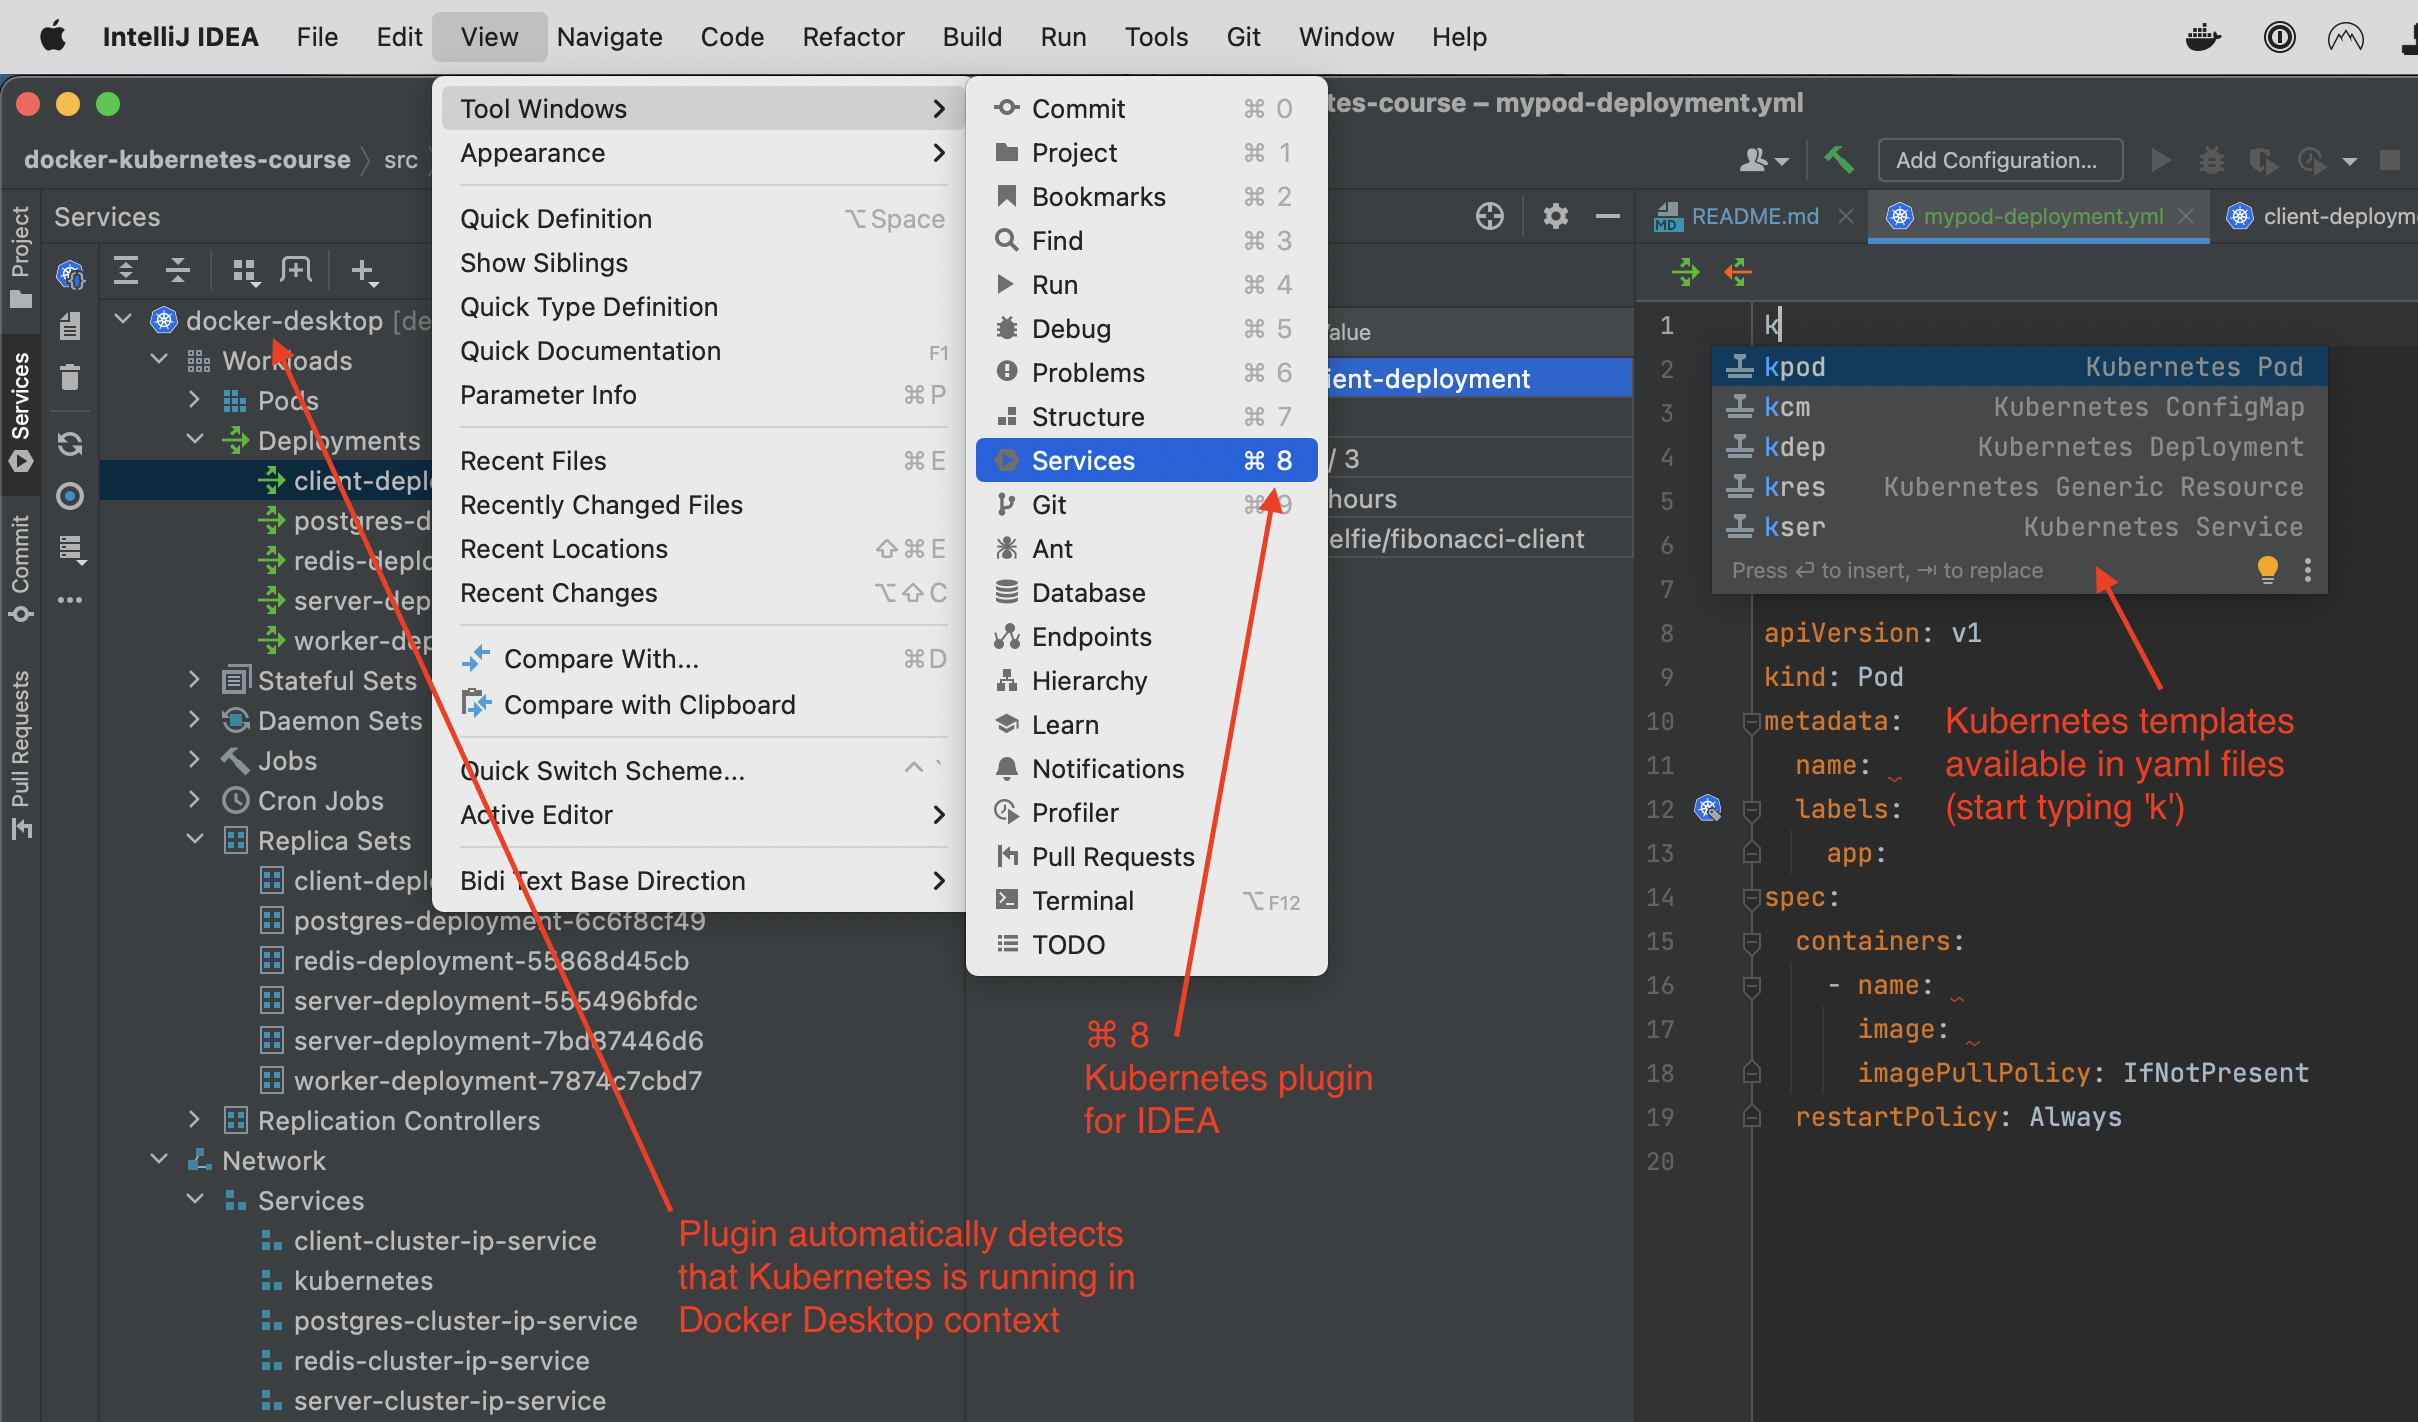 IntelliJ IDEA File Edit View Navigate Code Refactor Build Run Tools Git Window Help
tes-course – mypod-deployment.yml
docker-kubernetes-course src
Add Configuration...
Project
Services
Commit
Pull Requests
Services
docker-desktop [de
Workloads
Pods
Deployments
client-depl
postgres-d
redis-deplo
server-dep
worker-dep
Stateful Sets
Daemon Sets
Jobs
Cron Jobs
Replica Sets
client-depl
postgres-deployment-6c6f8cf49
redis-deployment-55868d45cb
server-deployment-555496bfdc
server-deployment-7bd87446d6
worker-deployment-7874c7cbd7
Replication Controllers
Network
Services
client-cluster-ip-service
kubernetes
postgres-cluster-ip-service
redis-cluster-ip-service
server-cluster-ip-service
Tool Windows
Appearance
Quick Definition ⌥Space
Show Siblings
Quick Type Definition
Quick Documentation F1
Parameter Info ⌘P
Recent Files ⌘E
Recently Changed Files
Recent Locations ⇧⌘E
Recent Changes ⌥⇧C
Compare With... ⌘D
Compare with Clipboard
Quick Switch Scheme... ^ `
Active Editor
Bidi Text Base Direction
Commit ⌘ 0
Project ⌘ 1
Bookmarks ⌘ 2
Find ⌘ 3
Run ⌘ 4
Debug ⌘ 5
Problems ⌘ 6
Structure ⌘ 7
Services ⌘ 8
Git ⌘ 9
Ant
Database
Endpoints
Hierarchy
Learn
Notifications
Profiler
Pull Requests
Terminal ⌥F12
TODO
alue
ient-deployment
/ 3
hours
elfie/fibonacci-client
⌘ 8
Kubernetes plugin
for IDEA
Plugin automatically detects
that Kubernetes is running in
Docker Desktop context
README.md mypod-deployment.yml client-deploym
1 k
2
3
4
5
6
7
kpod Kubernetes Pod
kcm Kubernetes ConfigMap
kdep Kubernetes Deployment
kres Kubernetes Generic Resource
kser Kubernetes Service
Press ⏎ to insert, ⇥ to replace
8 apiVersion: v1
9 kind: Pod
10 metadata:
11 name:
12 labels:
13 app:
14 spec:
15 containers:
16 - name:
17 image:
18 imagePullPolicy: IfNotPresent
19 restartPolicy: Always
20
Kubernetes templates
available in yaml files
(start typing 'k')